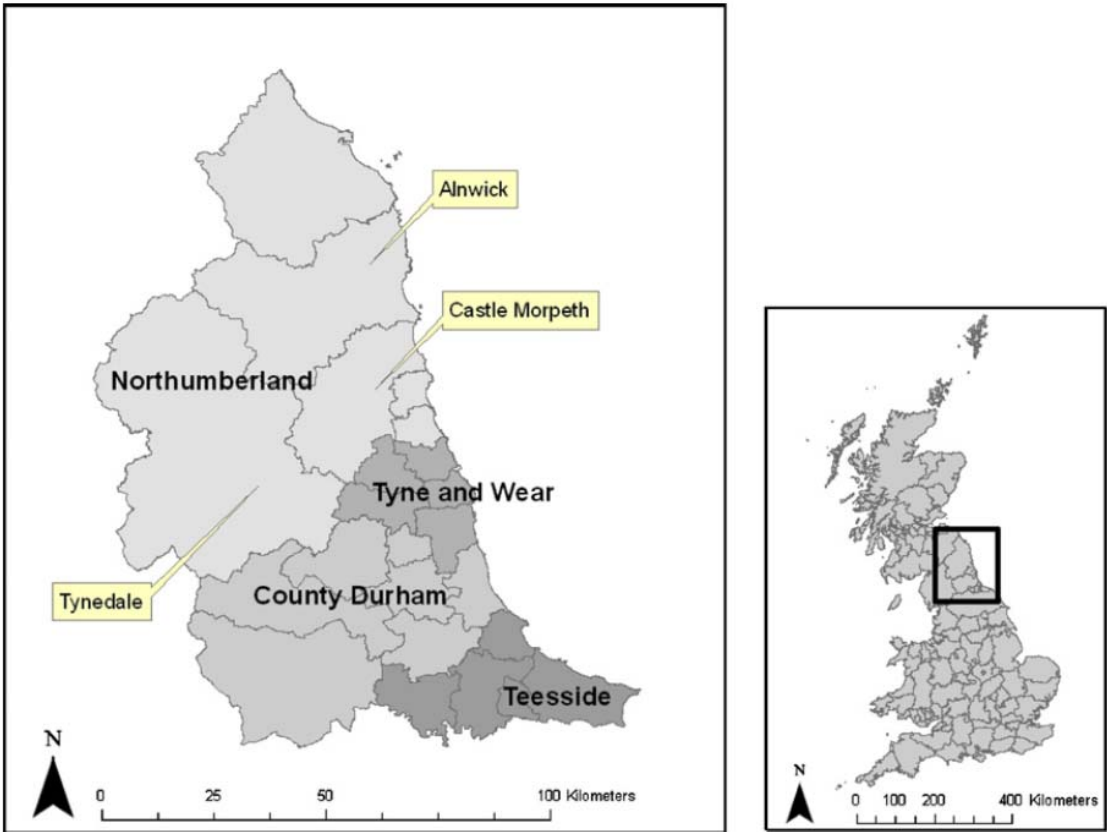 Alnwick
Castle Morpeth
Northumberland
Tyne and Wear
County Durham
Tynedale
Teesside
N
0 25 50 100 Kilometers
N
0 100 200 400 Kilometers